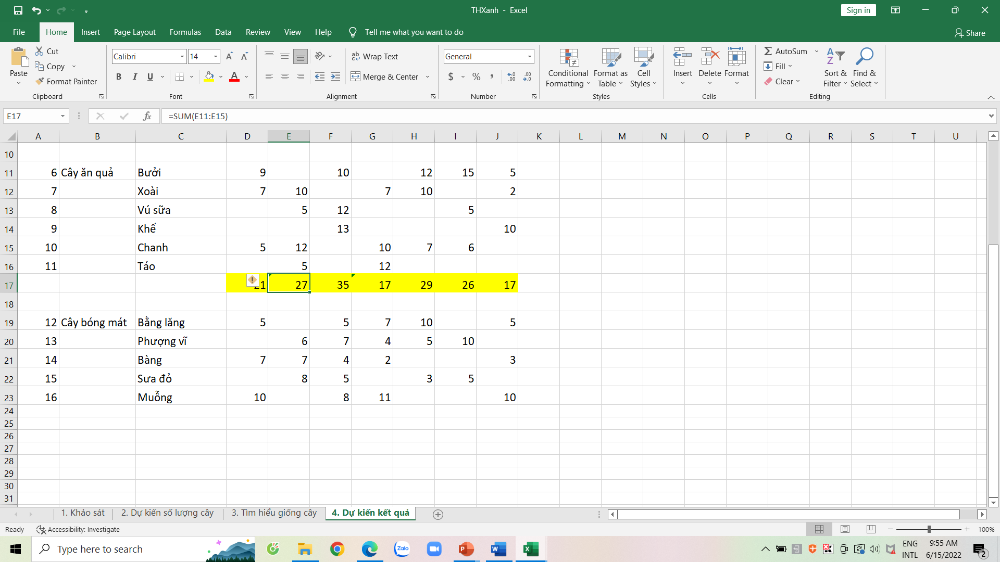 THXanh - Excel
Sign in
File Home Insert Page Layout Formulas Data Review View Help Tell me what you want to do Share
Paste
Cut
Copy
Format Painter
Clipboard
Calibri 14
B I U
Font
Wrap Text
Merge & Center
Alignment
General
$ % ,
Number
Conditional Formatting
Format as Table
Cell Styles
Styles
Insert Delete Format
Cells
AutoSum
Fill
Clear
Sort & Filter
Find & Select
Editing
E17 fx =SUM(E11:E15)
A B C D E F G H I J K L M N O P Q R S T U
10
11 6 Cây ăn quả Bưởi 9 10 12 15 5
12 7 Xoài 7 10 7 10 2
13 8 Vú sữa 5 12 5
14 9 Khế 13 10
15 10 Chanh 5 12 10 7 6
16 11 Táo 5 12
17 21 27 35 17 29 26 17
18
19 12 Cây bóng mát Bằng lăng 5 5 7 10 5
20 13 Phượng vĩ 6 7 4 5 10
21 14 Bàng 7 7 4 2 3
22 15 Sưa đỏ 8 5 3 5
23 16 Muỗng 10 8 11 10
24
25
26
27
28
29
30
31
1. Khảo sát 2. Dự kiến số lượng cây 3. Tìm hiểu giống cây 4. Dự kiến kết quả
Ready Accessibility: Investigate 100%
Type here to search
Zalo
ENG
INTL
9:55 AM
6/15/2022
2